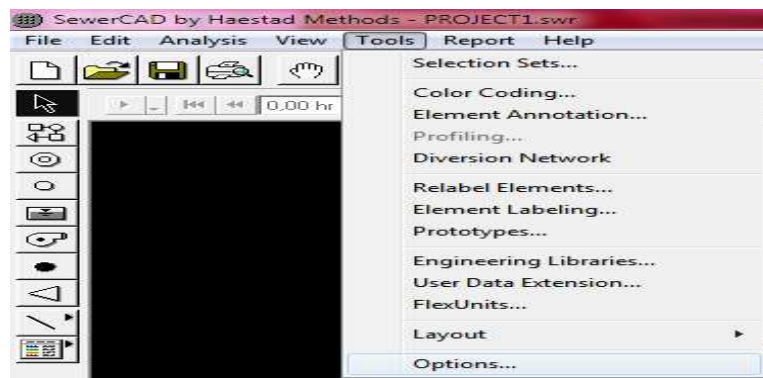 SewerCAD by Haestad Methods - PROJECT1.swr
File Edit Analysis View Tools Report Help
Selection Sets...
0,00 hr
Color Coding...
Element Annotation...
Profiling...
Diversion Network
Relabel Elements...
Element Labeling...
Prototypes...
Engineering Libraries...
User Data Extension...
FlexUnits...
Layout
Options...